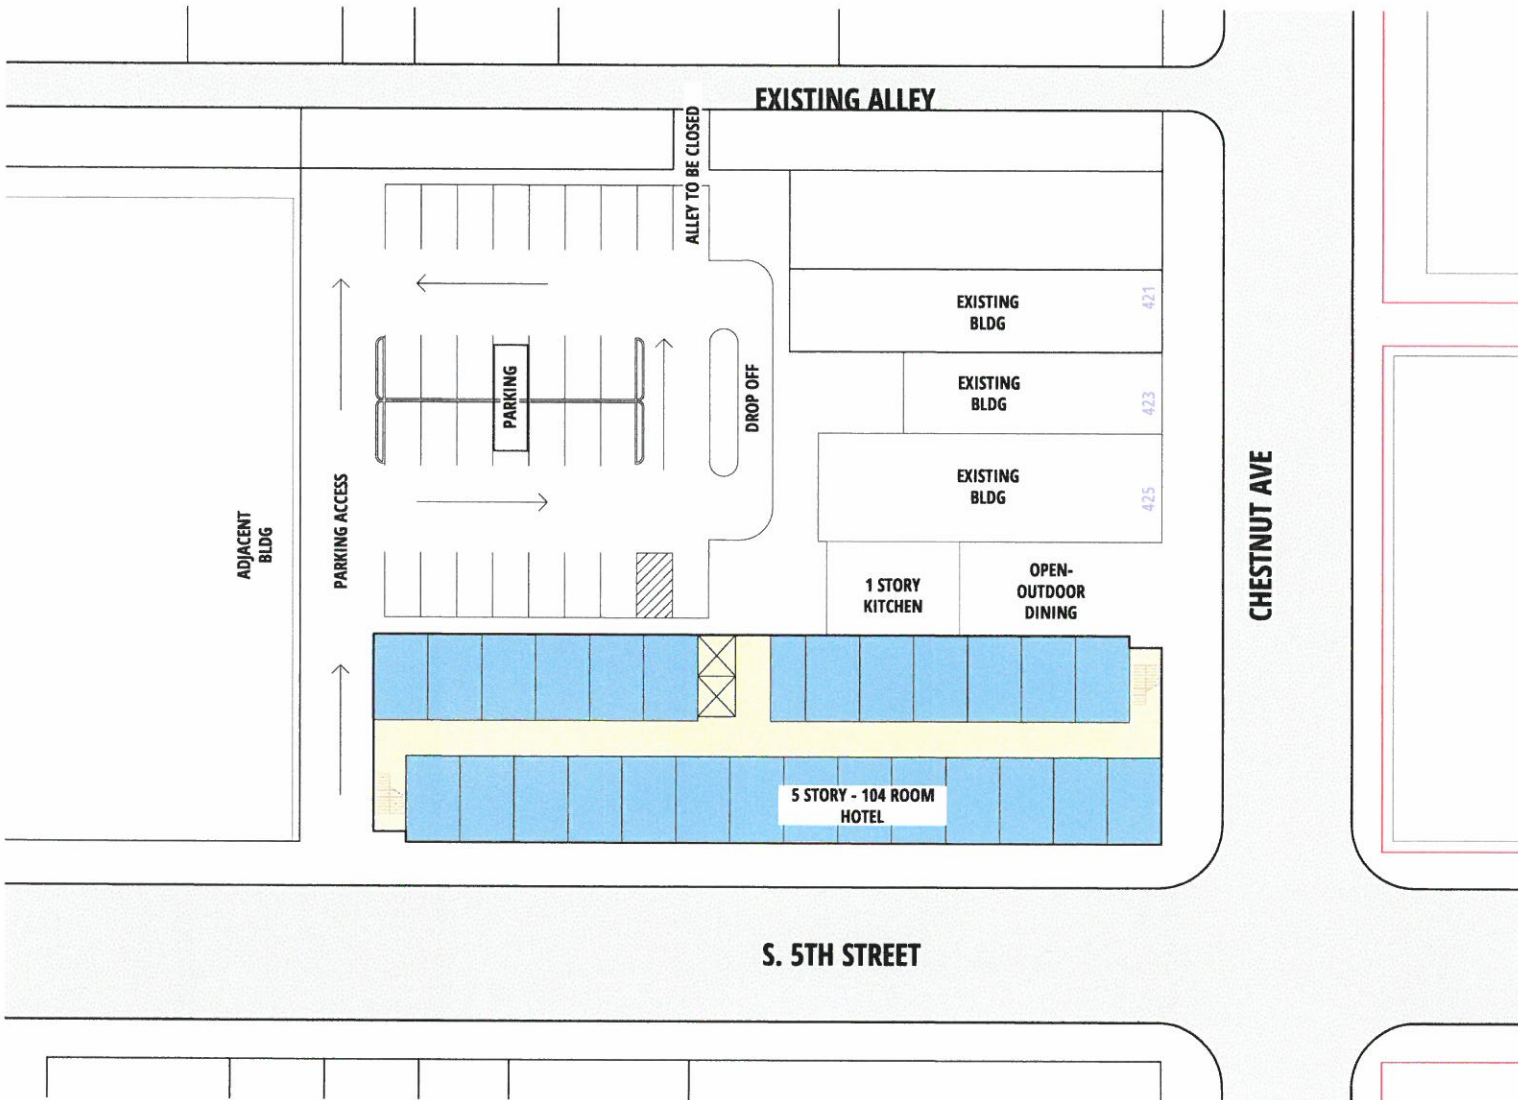 EXISTING ALLEY
ALLEY TO BE CLOSED
EXISTING
BLDG
421
PARKING
DROP OFF
EXISTING
BLDG
423
EXISTING
BLDG
425
ADJACENT
BLDG
PARKING ACCESS
CHESTNUT AVE
1 STORY
KITCHEN
OPEN-
OUTDOOR
DINING
5 STORY - 104 ROOM
HOTEL
S. 5TH STREET